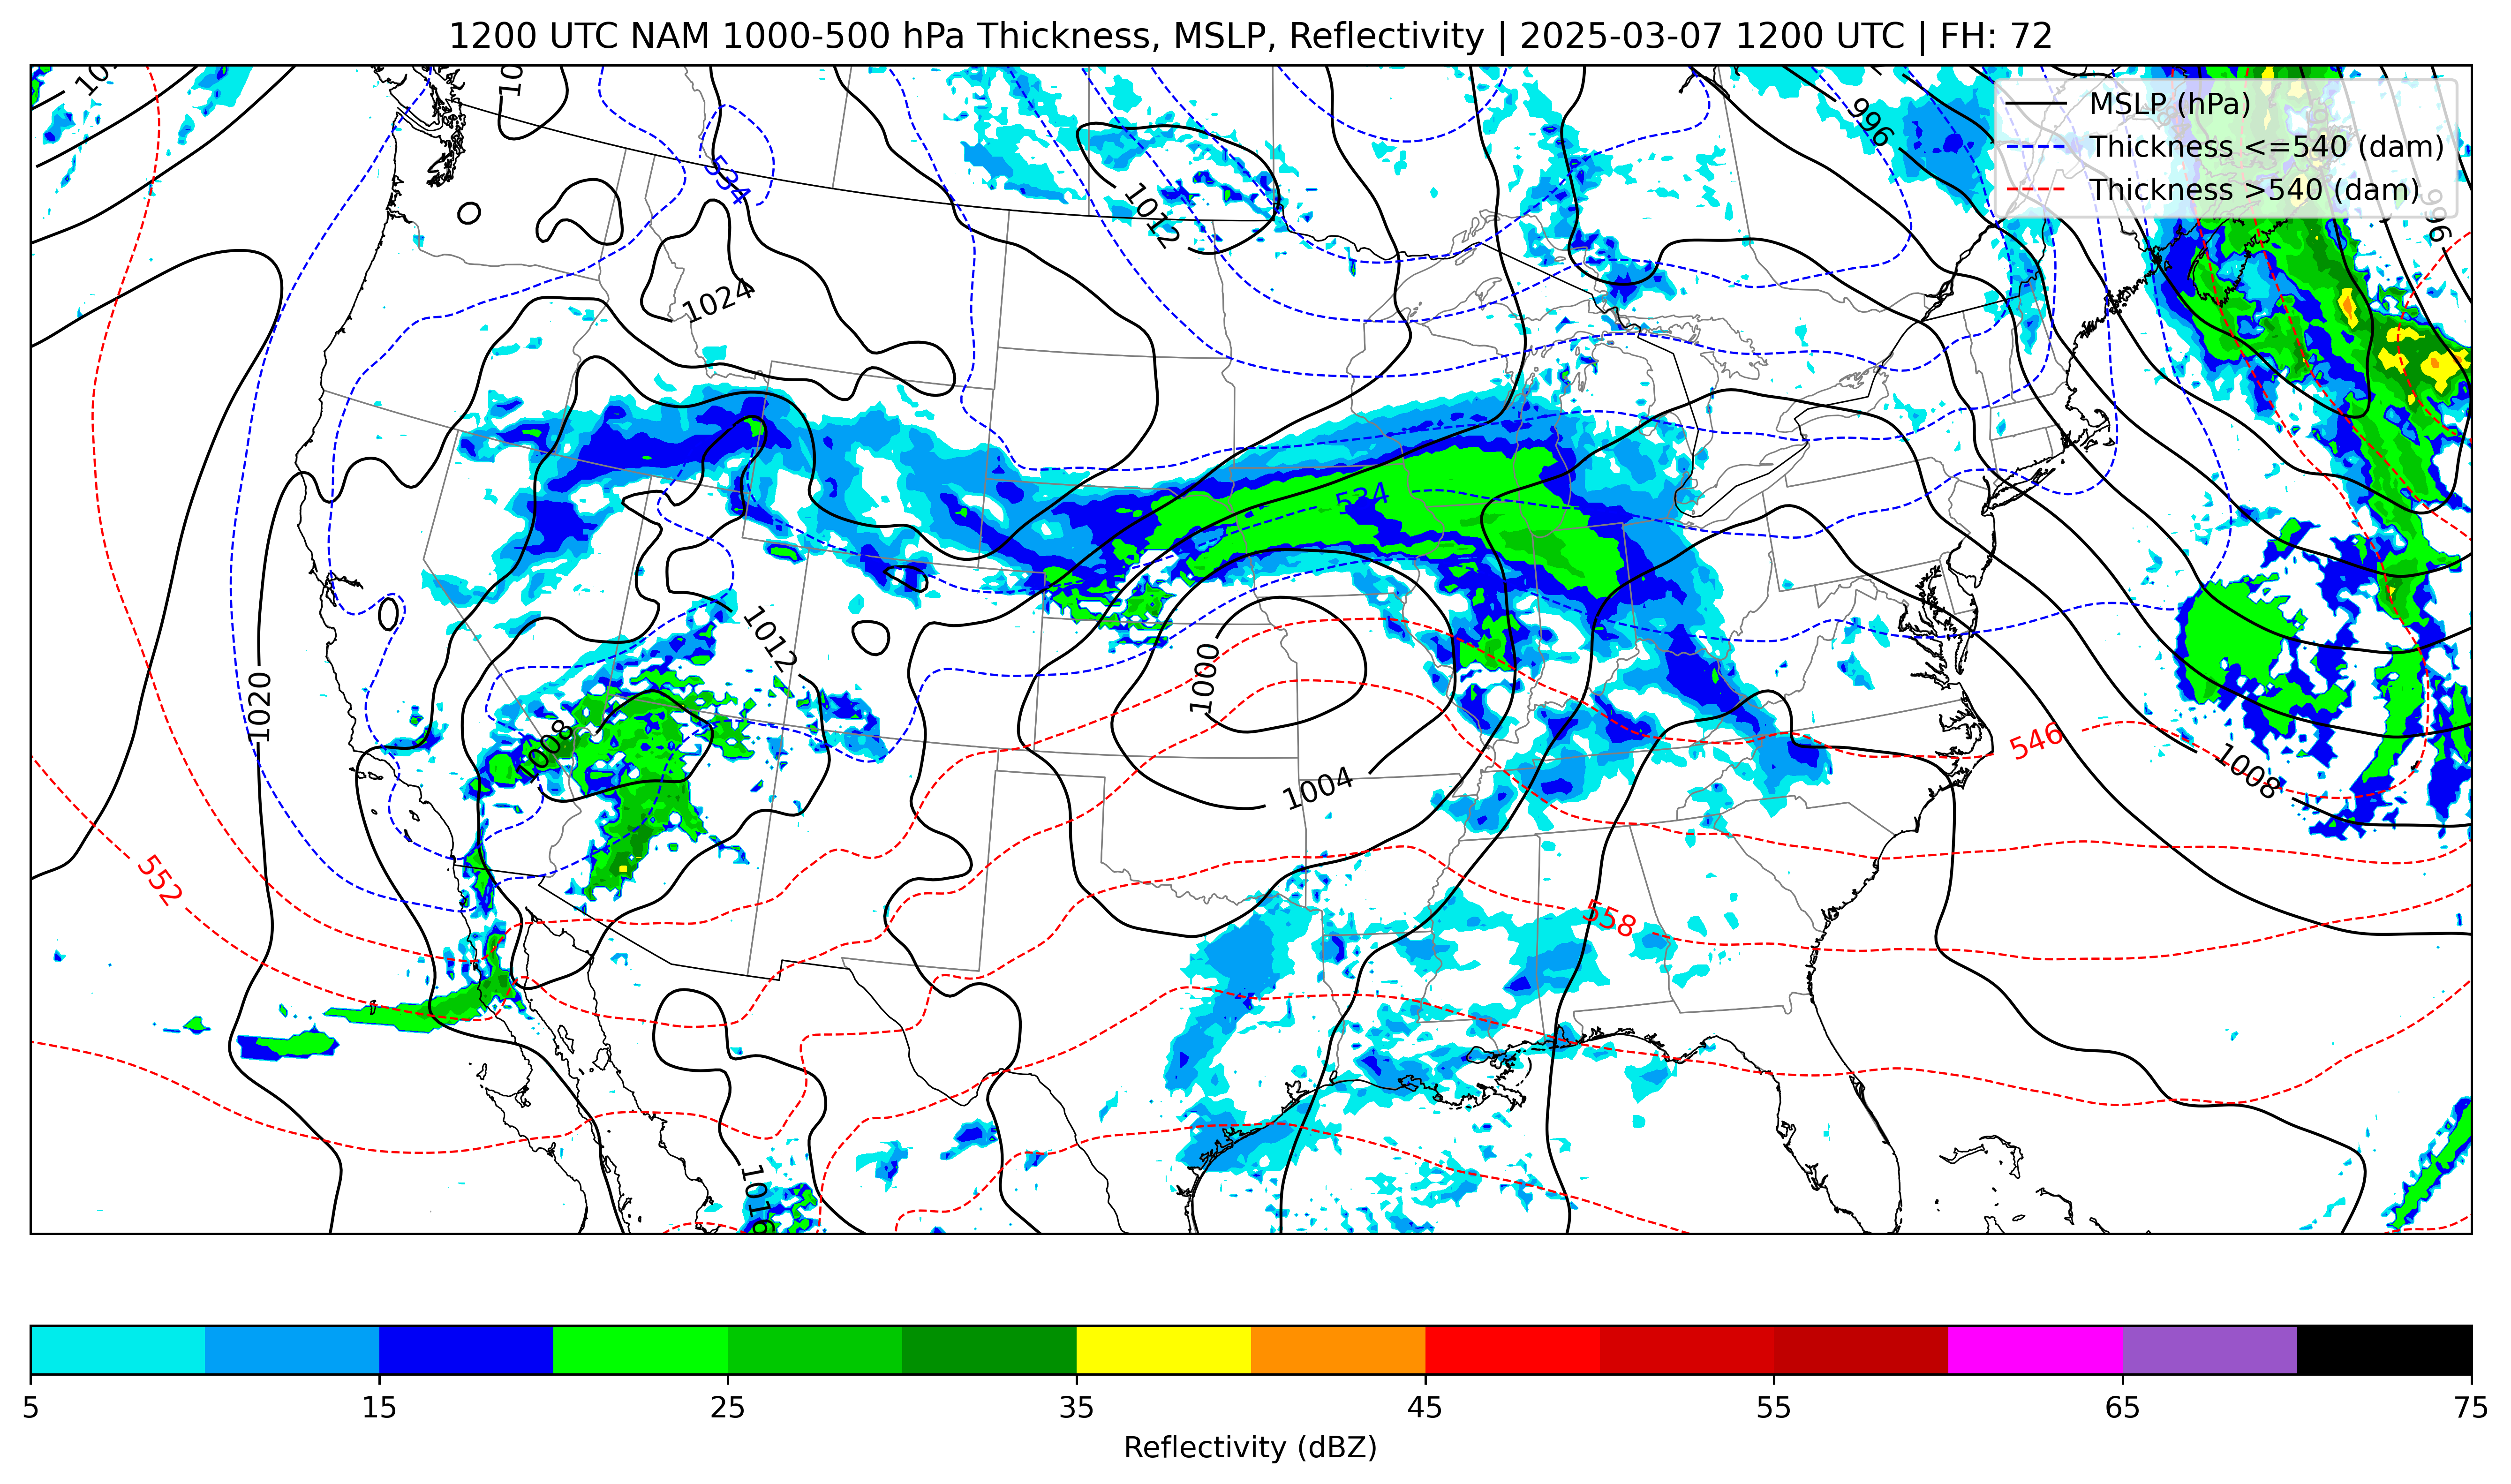 1200 UTC NAM 1000-500 hPa Thickness, MSLP, Reflectivity | 2025-03-07 1200 UTC | FH: 72
MSLP (hPa)
Thickness <=540 (dam)
Thickness >540 (dam)
996
996
534
1012
1024
534
1012
1000
1020
1008
1004
546
1008
552
558
1016
5 15 25 35 45 55 65 75
Reflectivity (dBZ)